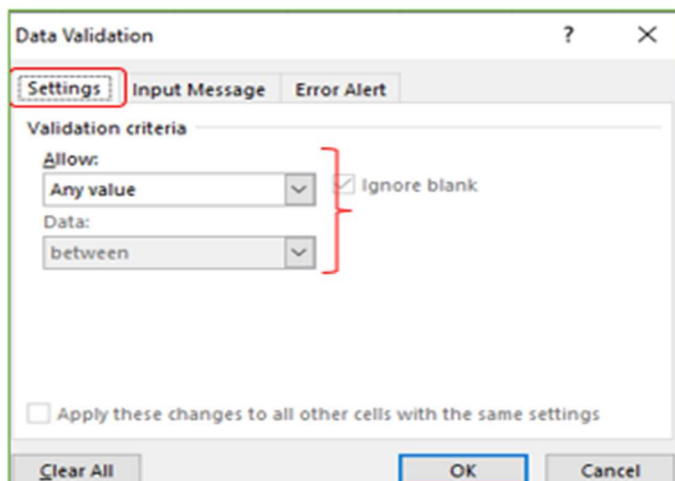 Data Validation ?
Settings Input Message Error Alert
Validation criteria
Allow:
Any value Ignore blank
Data:
between
Apply these changes to all other cells with the same settings
Clear All OK Cancel